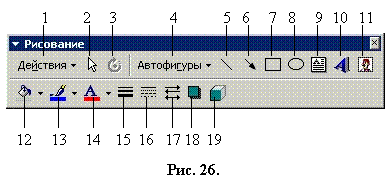 1 2 3 4 5 6 7 8 9 10 11
Рисование
Действия Автофигуры
12 13 14 15 16 17 18 19
Рис. 26.